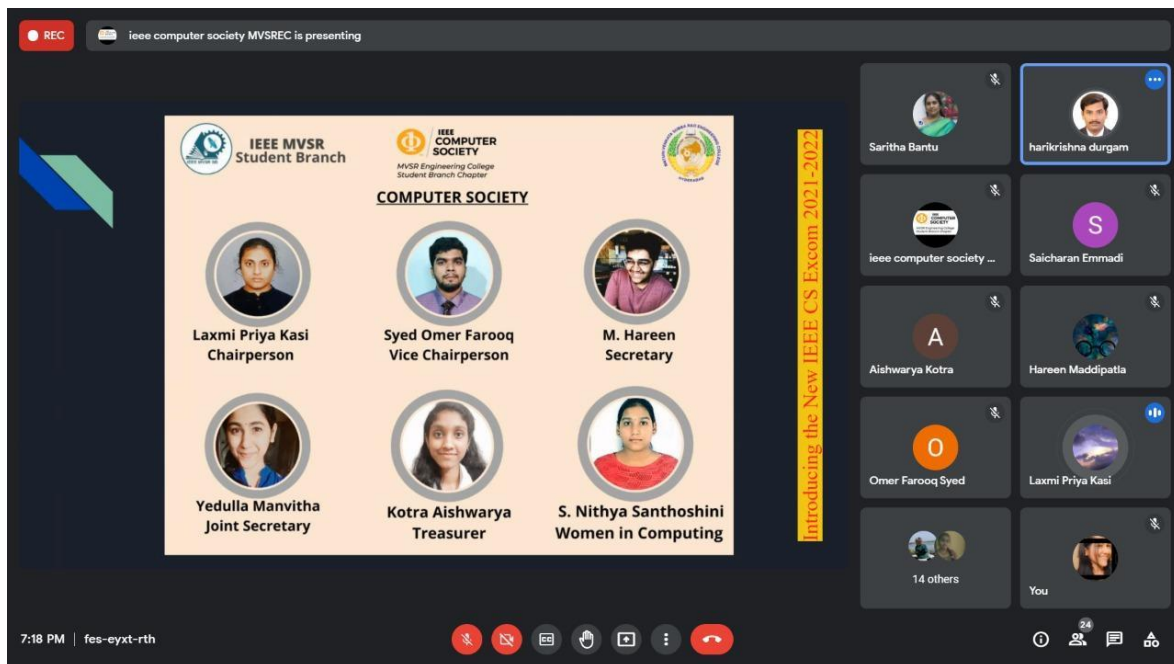 REC
ieee computer society MVSREC is presenting
IEEE MVSR
Student Branch
IEEE
COMPUTER
SOCIETY
MVSR Engineering College
Student Branch Chapter
COMPUTER SOCIETY
Laxmi Priya Kasi
Chairperson
Syed Omer Farooq
Vice Chairperson
M. Hareen
Secretary
Yedulla Manvitha
Joint Secretary
Kotra Aishwarya
Treasurer
S. Nithya Santhoshini
Women in Computing
Introducing the New IEEE CS Excom 2021-2022
Saritha Bantu
harikrishna durgam
ieee computer society ...
Saicharan Emmadi
S
Aishwarya Kotra
A
Hareen Maddipatla
Omer Farooq Syed
O
Laxmi Priya Kasi
14 others
You
7:18 PM | fes-eyxt-rth
CC
24